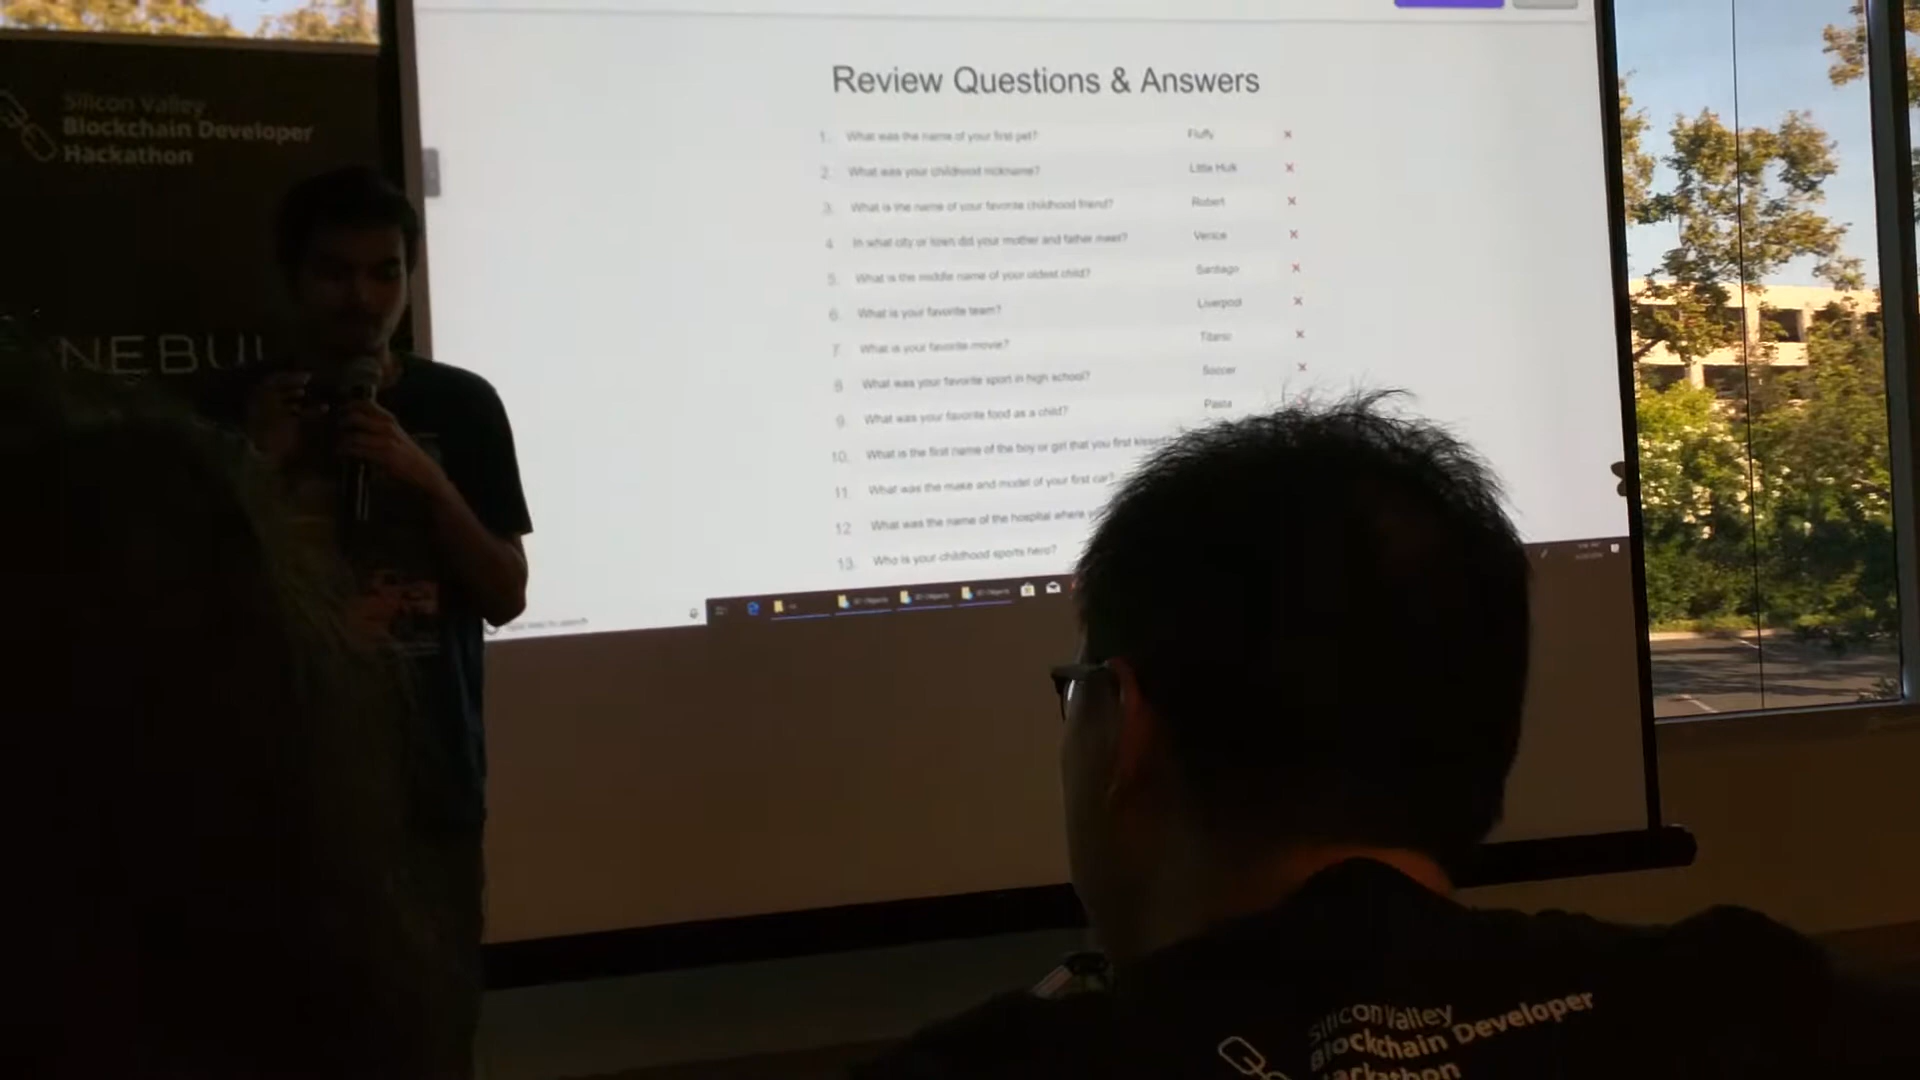 Silicon Valley
Blockchain Developer
Hackathon
NEBUL
Review Questions & Answers
1. What was the name of your first pet? Fluffy ×
2. What was your childhood nickname? Little Hulk ×
3. What is the name of your favorite childhood friend? Robert ×
4. In what city or town did your mother and father meet? Venice ×
5. What is the middle name of your oldest child? Santiago ×
6. What is your favorite team? Liverpool ×
7. What is your favorite movie? Titanic ×
8. What was your favorite sport in high school? Soccer ×
9. What was your favorite food as a child? Pasta
10. What is the first name of the boy or girl that you first kissed
11. What was the make and model of your first car?
12. What was the name of the hospital where
13. Who is your childhood sports hero?
Silicon Valley
Blockchain Developer
Hackathon